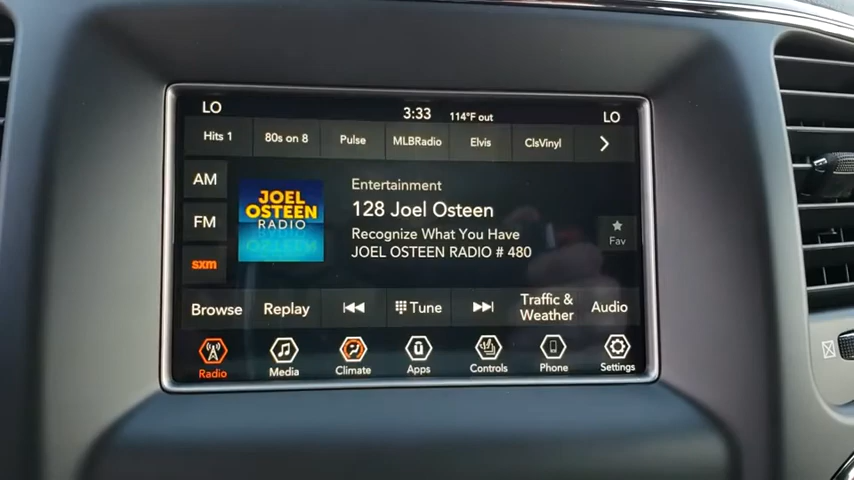 LO 3:33 114°F out LO
Hits 1 80s on 8 Pulse MLBRadio Elvis ClsVinyl
AM
FM
sxm
JOEL
OSTEEN
RADIO
Entertainment
128 Joel Osteen
Recognize What You Have
JOEL OSTEEN RADIO # 480
Fav
Browse Replay Tune Traffic & Weather Audio
Radio Media Climate Apps Controls Phone Settings